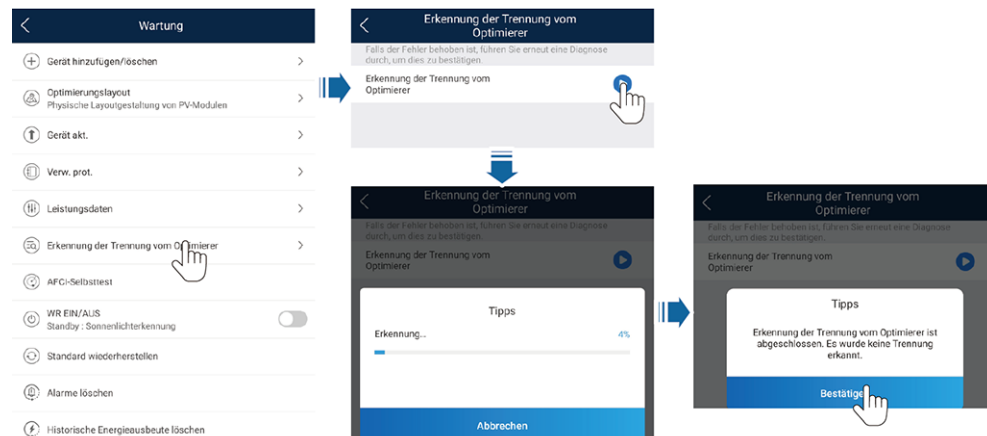 Wartung
Gerät hinzufügen/löschen
Optimierungslayout
Physische Layoutgestaltung von PV-Modulen
Gerät akt.
Verw. prot.
Leistungsdaten
Erkennung der Trennung vom Optimierer
AFCI-Selbsttest
WR EIN/AUS
Standby : Sonnenlichterkennung
Standard wiederherstellen
Alarme löschen
Historische Energieausbeute löschen
Erkennung der Trennung vom
Optimierer
Falls der Fehler behoben ist, führen Sie erneut eine Diagnose
durch, um dies zu bestätigen.
Erkennung der Trennung vom
Optimierer
Erkennung der Trennung vom
Optimierer
Falls der Fehler behoben ist, führen Sie erneut eine Diagnose
durch, um dies zu bestätigen.
Erkennung der Trennung vom
Optimierer
Tipps
Erkennung... 4%
Abbrechen
Erkennung der Trennung vom
Optimierer
Falls der Fehler behoben ist, führen Sie erneut eine Diagnose
durch, um dies zu bestätigen.
Erkennung der Trennung vom
Optimierer
Tipps
Erkennung der Trennung vom Optimierer ist
abgeschlossen. Es wurde keine Trennung
erkannt.
Bestätige